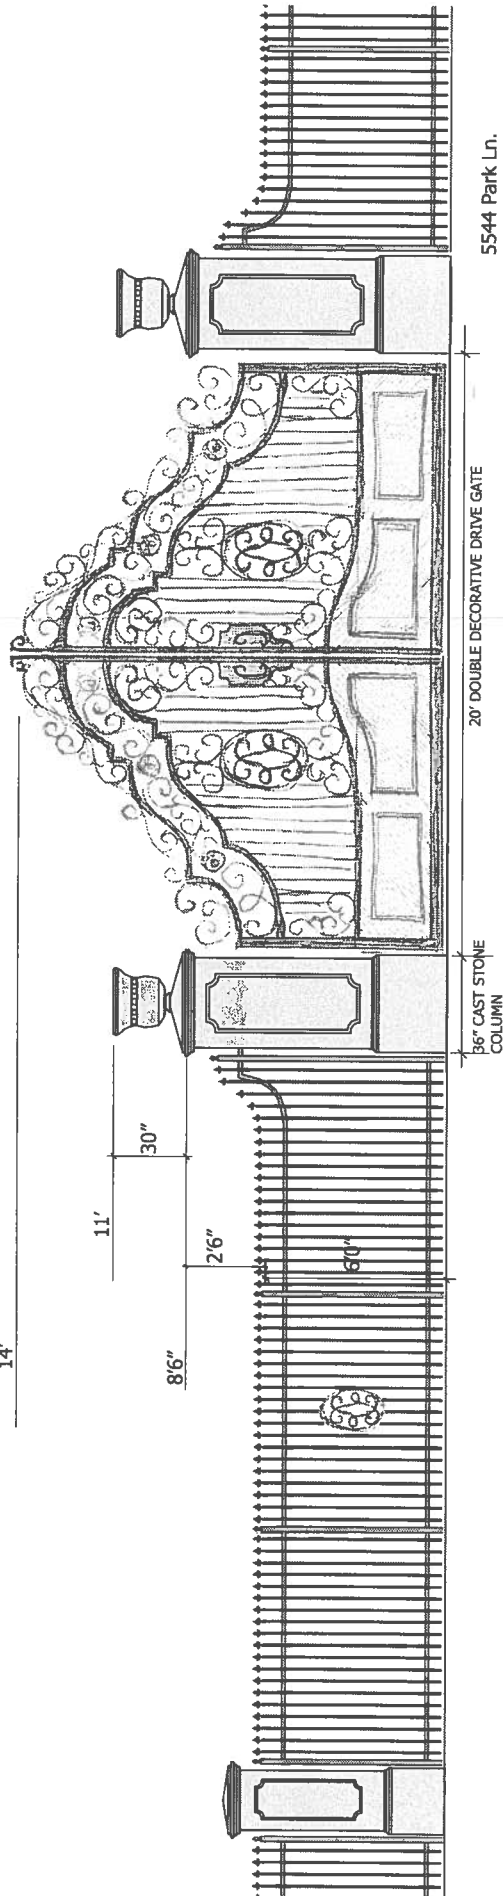 14'
11'
30"
8'6"
2'6"
6'0"
36" CAST STONE
COLUMN
20' DOUBLE DECORATIVE DRIVE GATE
5544 Park Ln.